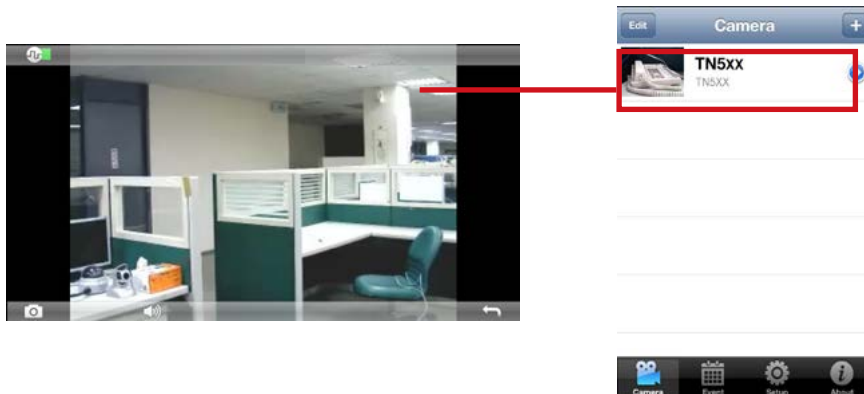 Edit
Camera
+
TN5xx
TN5XX
Camera
Event
Setup
About